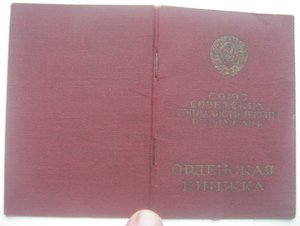 СОЮЗ
СОВЕТСКИХ
СОЦИАЛИСТИЧЕСКИХ
РЕСПУБЛИК
ОРДЕНСКАЯ
КНИЖКА